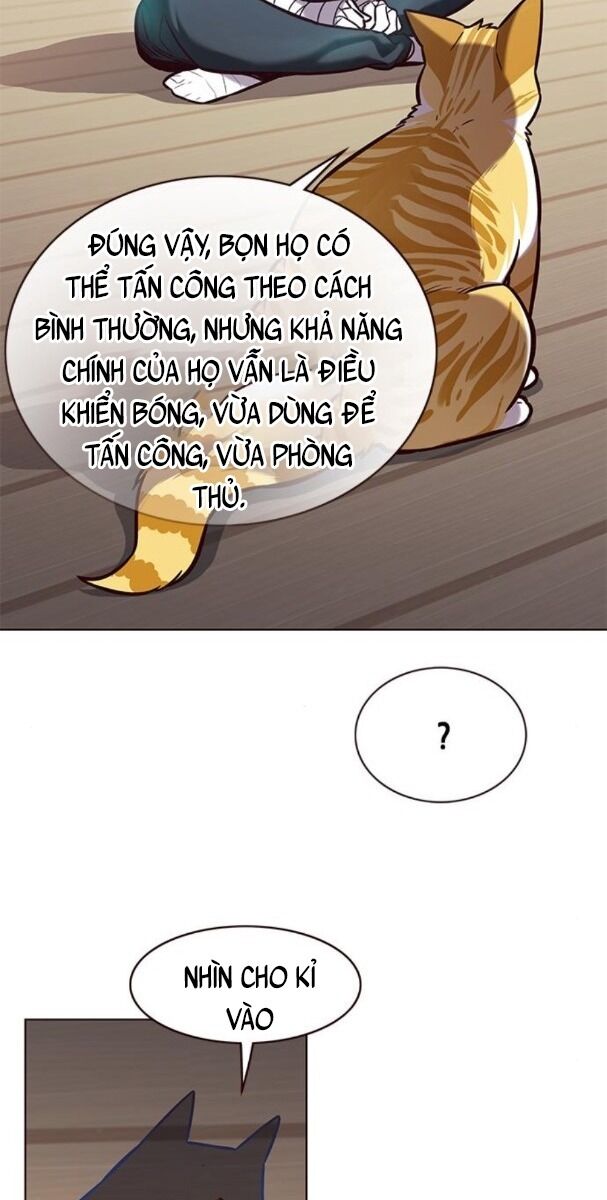 ĐÚNG VẬY, BỌN HỌ CÓ
THỂ TẤN CÔNG THEO CÁCH
BÌNH THƯỜNG, NHƯNG KHẢ NĂNG
CHÍNH CỦA HỌ VẪN LÀ ĐIỀU
KHIỂN BÓNG, VỪA DÙNG ĐỂ
TẤN CÔNG, VỪA PHÒNG
THỦ.
?
NHÌN CHO KỈ
VÀO